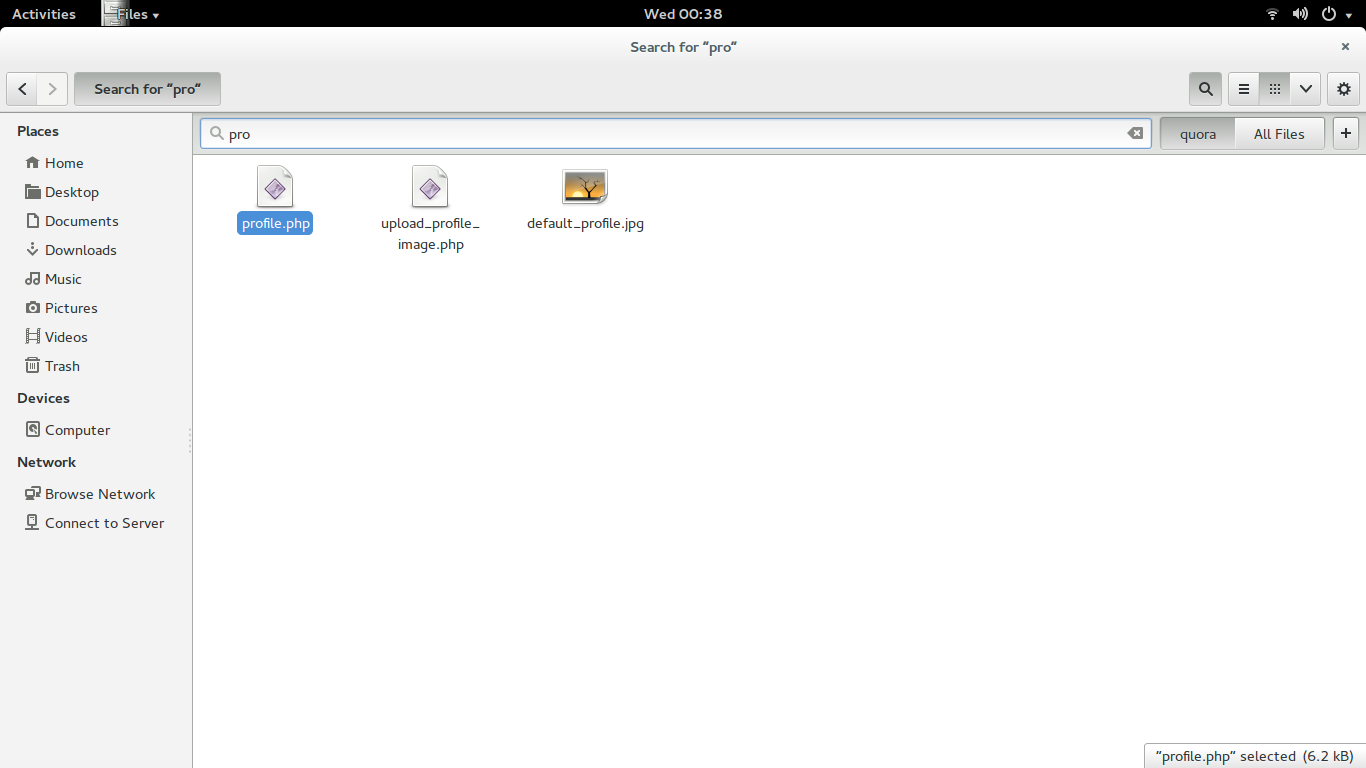 Activities Files Wed 00:38
Search for “pro”
Search for “pro”
Places
Home
Desktop
Documents
Downloads
Music
Pictures
Videos
Trash
Devices
Computer
Network
Browse Network
Connect to Server
pro quora All Files
profile.php
upload_profile_
image.php
default_profile.jpg
“profile.php” selected (6.2 kB)